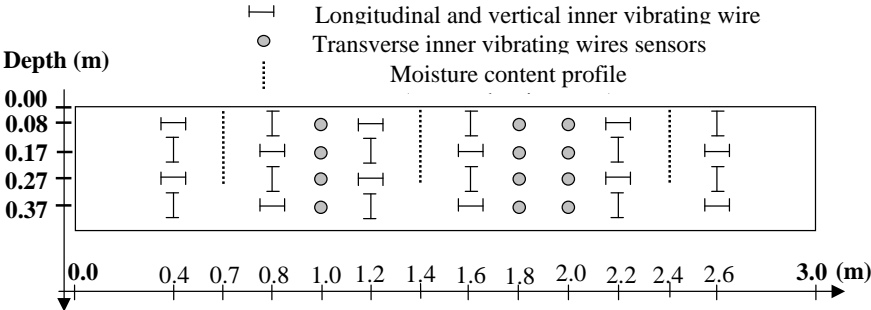 Longitudinal and vertical inner vibrating wire
Transverse inner vibrating wires sensors
Moisture content profile
Depth (m)
0.00
0.08
0.17
0.27
0.37
0.0 0.4 0.7 0.8 1.0 1.2 1.4 1.6 1.8 2.0 2.2 2.4 2.6 3.0 (m)